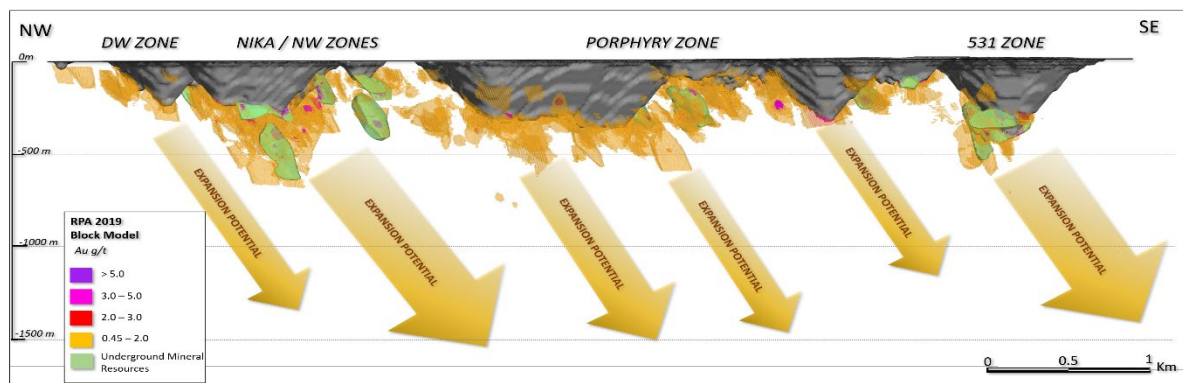 NW
SE
DW ZONE
NIKA / NW ZONES
PORPHYRY ZONE
531 ZONE
0m
-500 m
-1000 m
-1500 m
EXPANSION POTENTIAL
EXPANSION POTENTIAL
EXPANSION POTENTIAL
EXPANSION POTENTIAL
EXPANSION POTENTIAL
EXPANSION POTENTIAL
RPA 2019
Block Model
Au g/t
> 5.0
3.0 – 5.0
2.0 – 3.0
0.45 – 2.0
Underground Mineral
Resources
0 0.5 1
Km